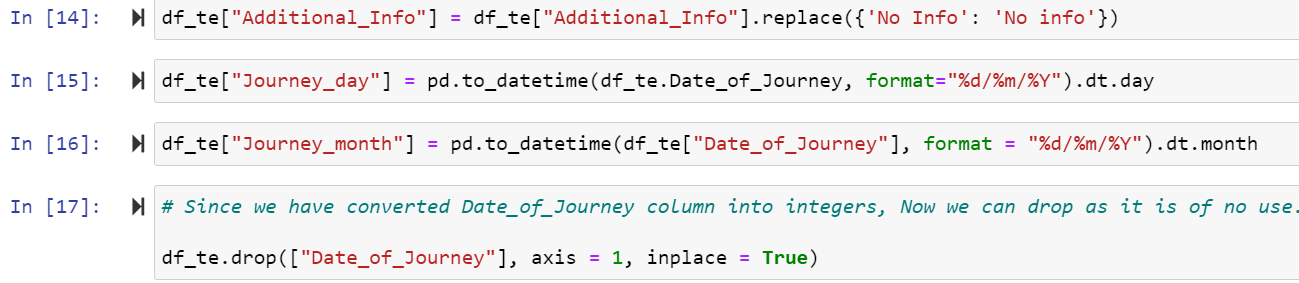 In [14]: df_te["Additional_Info"] = df_te["Additional_Info"].replace({'No Info': 'No info'})
In [15]: df_te["Journey_day"] = pd.to_datetime(df_te.Date_of_Journey, format="%d/%m/%Y").dt.day
In [16]: df_te["Journey_month"] = pd.to_datetime(df_te["Date_of_Journey"], format = "%d/%m/%Y").dt.month
In [17]: # Since we have converted Date_of_Journey column into integers, Now we can drop as it is of no use.
df_te.drop(["Date_of_Journey"], axis = 1, inplace = True)